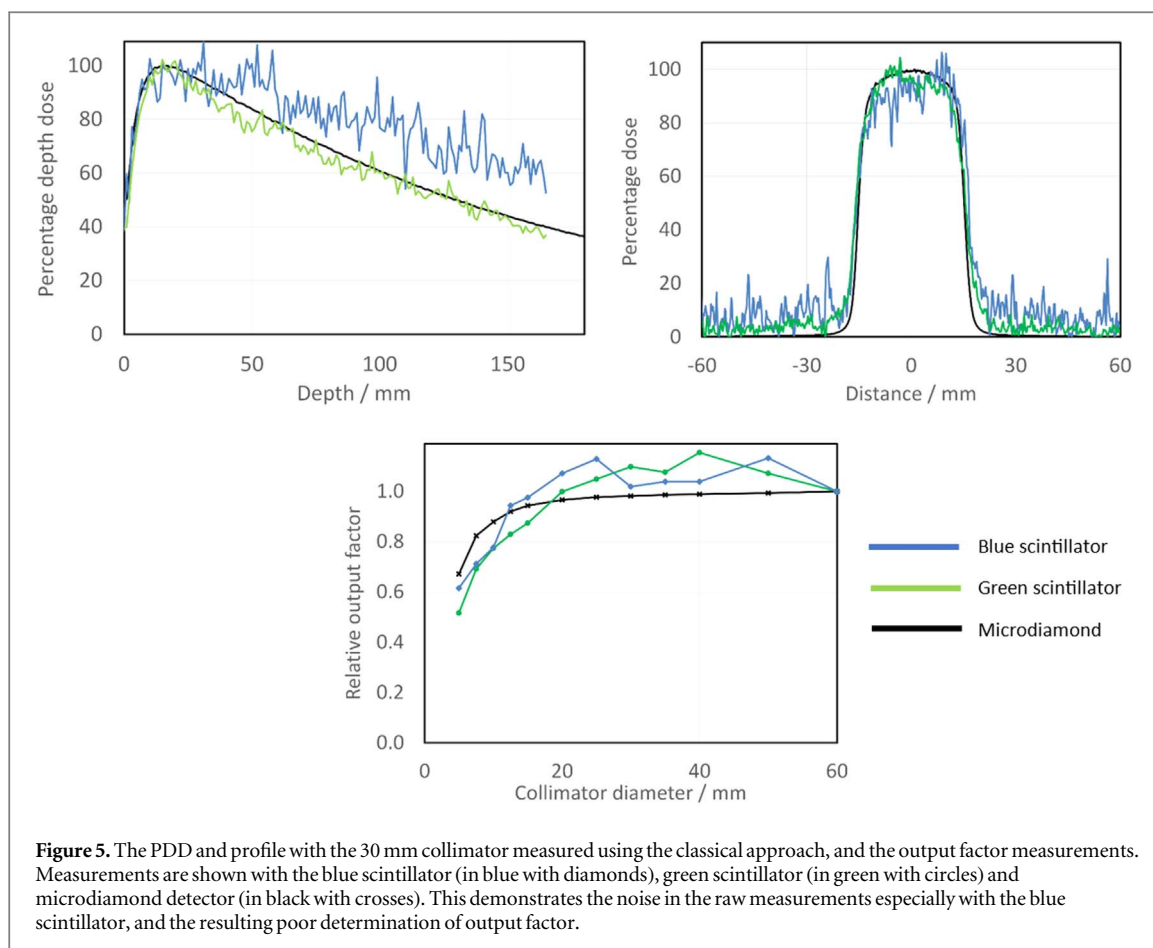 100
80
60
40
20
0
Percentage depth dose
0
50
100
150
Depth / mm
100
80
60
40
20
0
Percentage dose
-60
-30
0
30
60
Distance / mm
1.0
0.8
0.6
0.4
0.2
0.0
Relative output factor
0
20
40
60
Collimator diameter / mm
Blue scintillator
Green scintillator
Microdiamond
Figure 5. The PDD and profile with the 30 mm collimator measured using the classical approach, and the output factor measurements.
Measurements are shown with the blue scintillator (in blue with diamonds), green scintillator (in green with circles) and
microdiamond detector (in black with crosses). This demonstrates the noise in the raw measurements especially with the blue
scintillator, and the resulting poor determination of output factor.